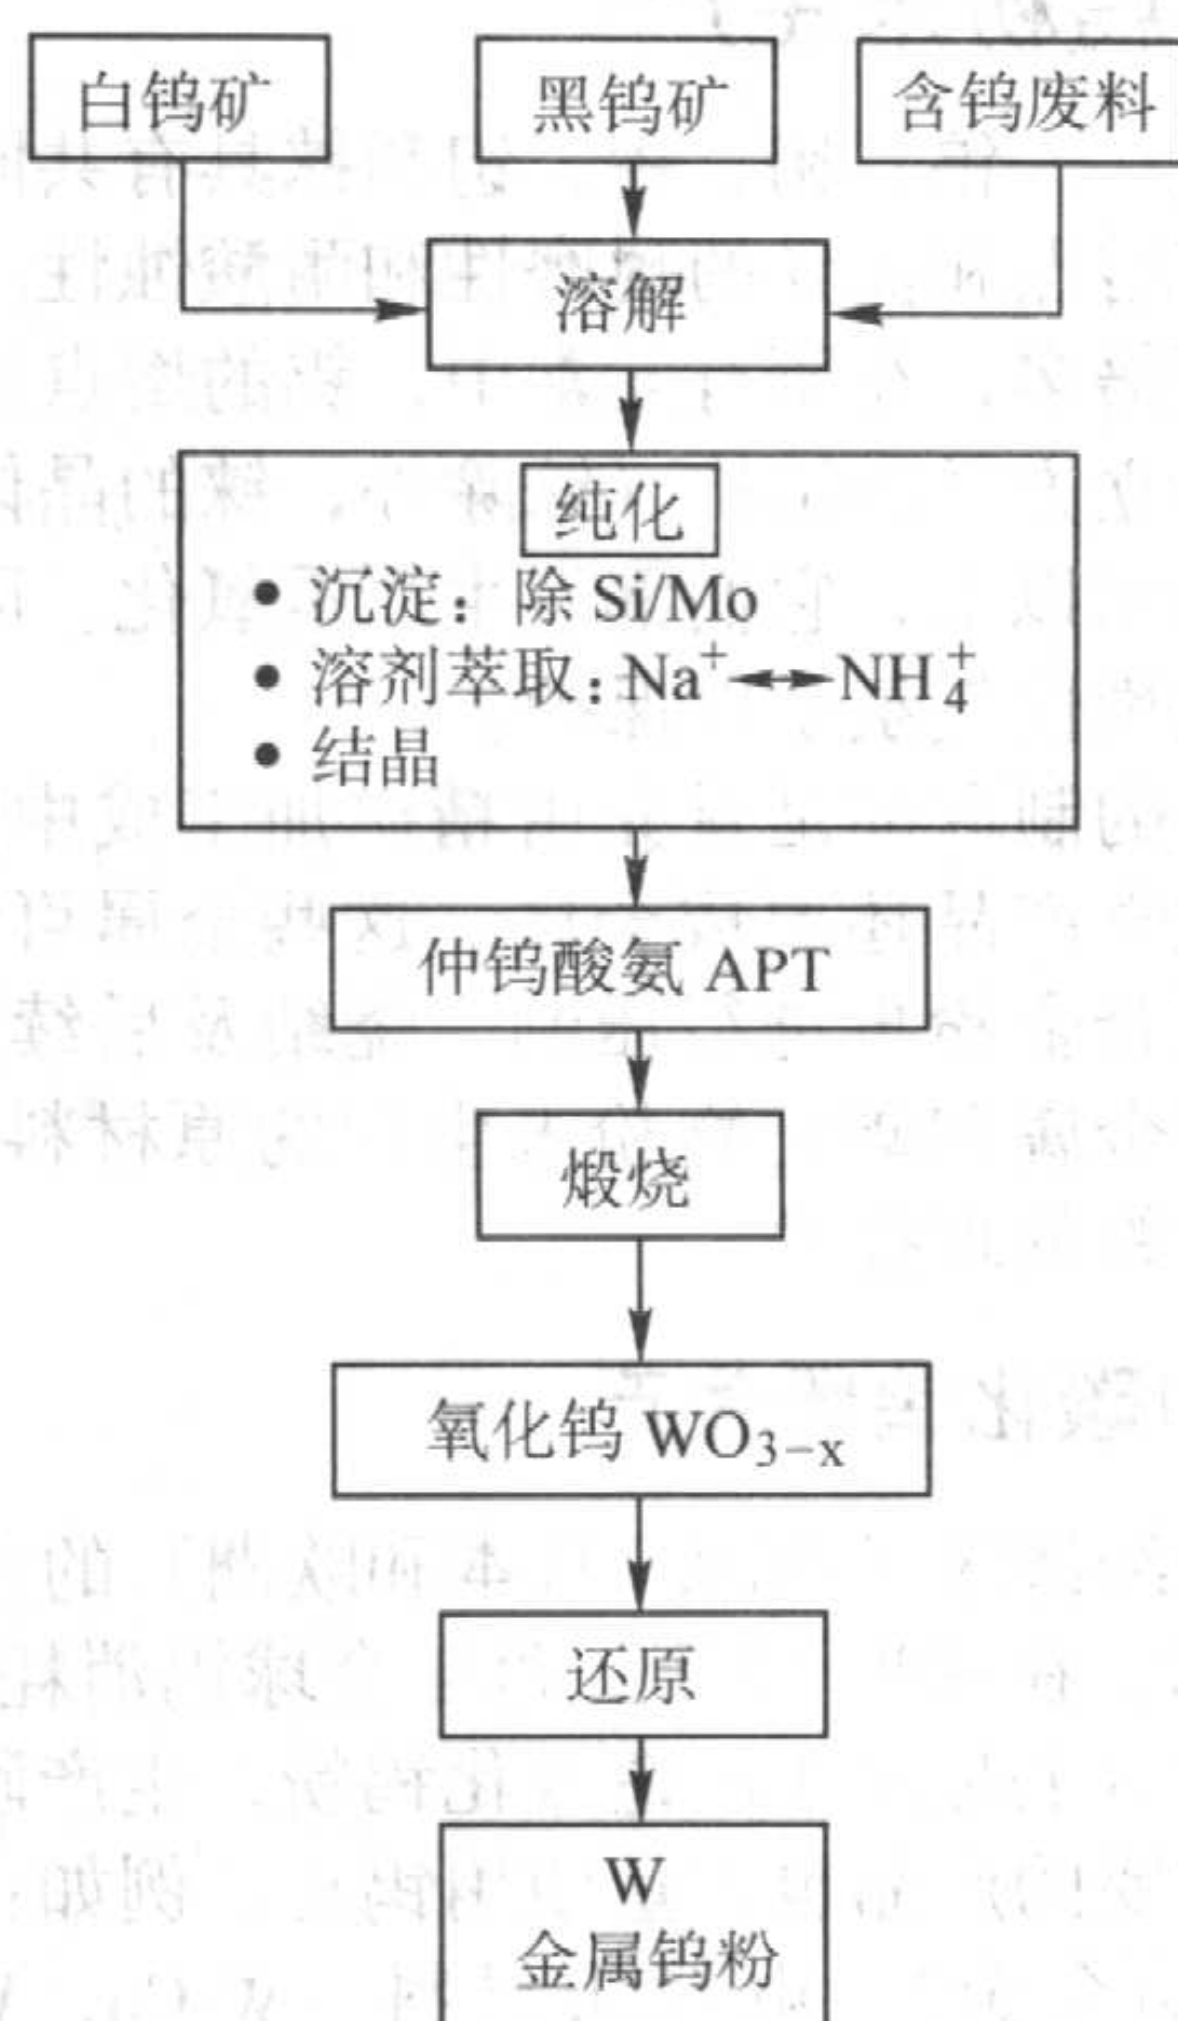 白钨矿
黑钨矿
含钨废料
溶解
纯化
• 沉淀：除 Si/Mo
• 溶剂萃取：Na⁺↔NH₄⁺
• 结晶
仲钨酸氨 APT
煅烧
氧化钨 WO₃₋ₓ
还原
W
金属钨粉